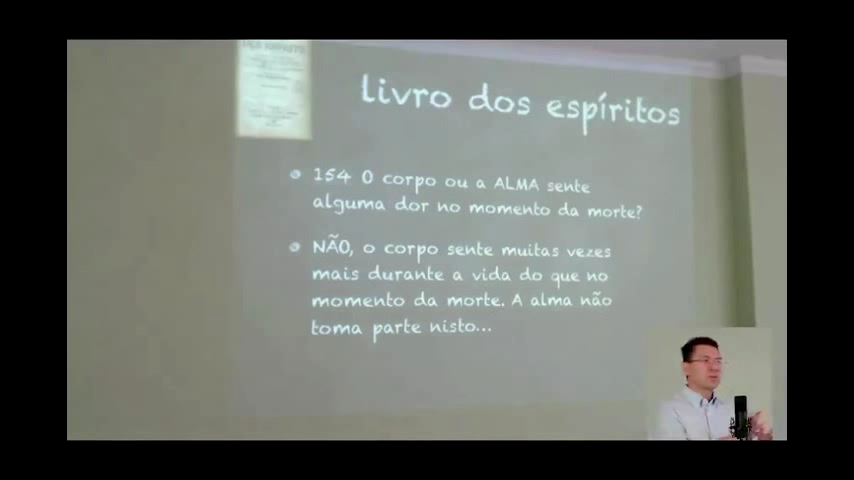 livro dos espíritos
154 O corpo ou a ALMA sente
alguma dor no momento da morte?
NÃO, o corpo sente muitas vezes
mais durante a vida do que no
momento da morte. A alma não
toma parte nisto...